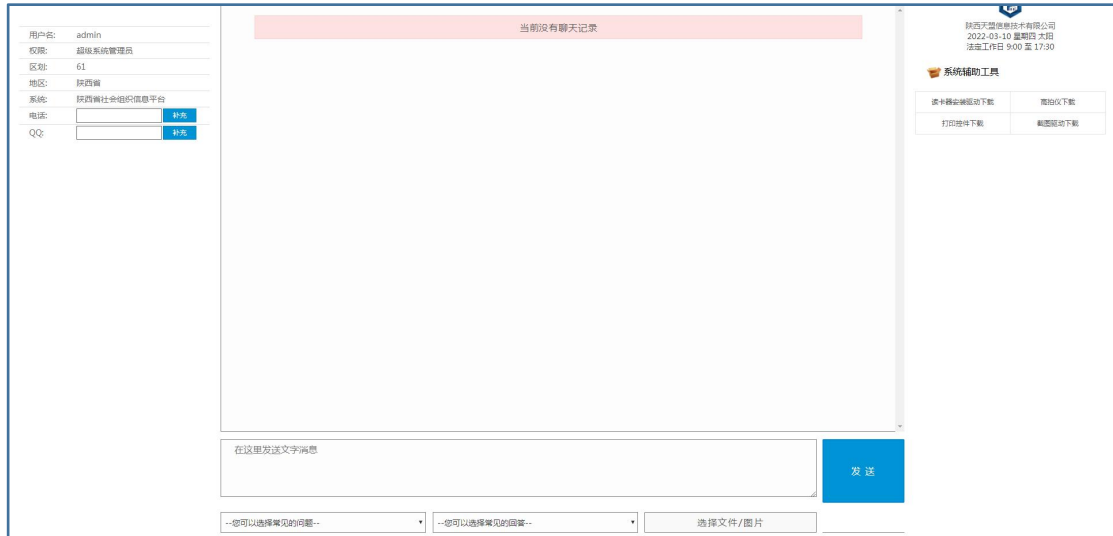 用户名: admin
权限: 超级系统管理员
区划: 61
地区: 陕西省
系统: 陕西省社会组织信息平台
电话: 补充
QQ: 补充
当前没有聊天记录
在这里发送文字消息
发 送
--您可以选择常见的问题--
--您可以选择常见的回答--
选择文件/图片
陕西天盟信息技术有限公司
2022-03-10 星期四 太阳
法定工作日 9:00 至 17:30
系统辅助工具
读卡器安装驱动下载 高拍仪下载
打印控件下载 截图驱动下载